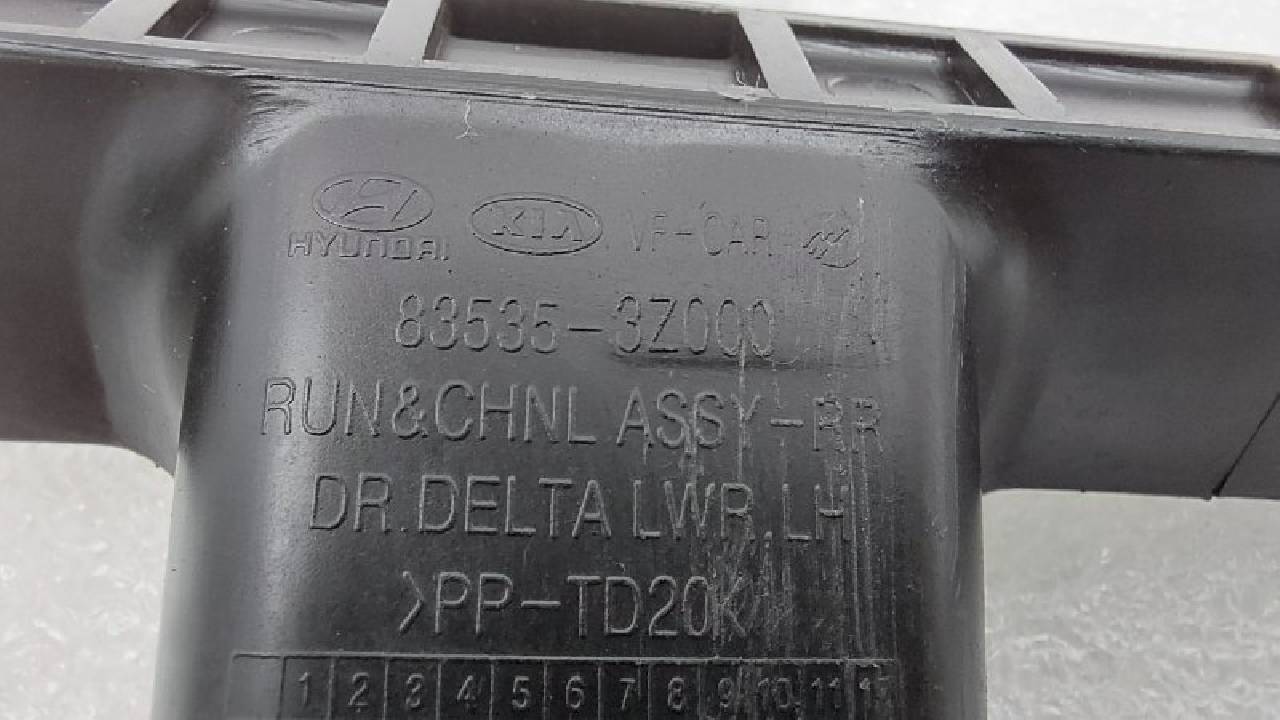 HYUNDAI KIA VF-CAR
83535-3Z000
RUN&CHNL ASSY-RR
DR.DELTA LWR,LH
>PP-TD20<
1 2 3 4 5 6 7 8 9 10 11 12